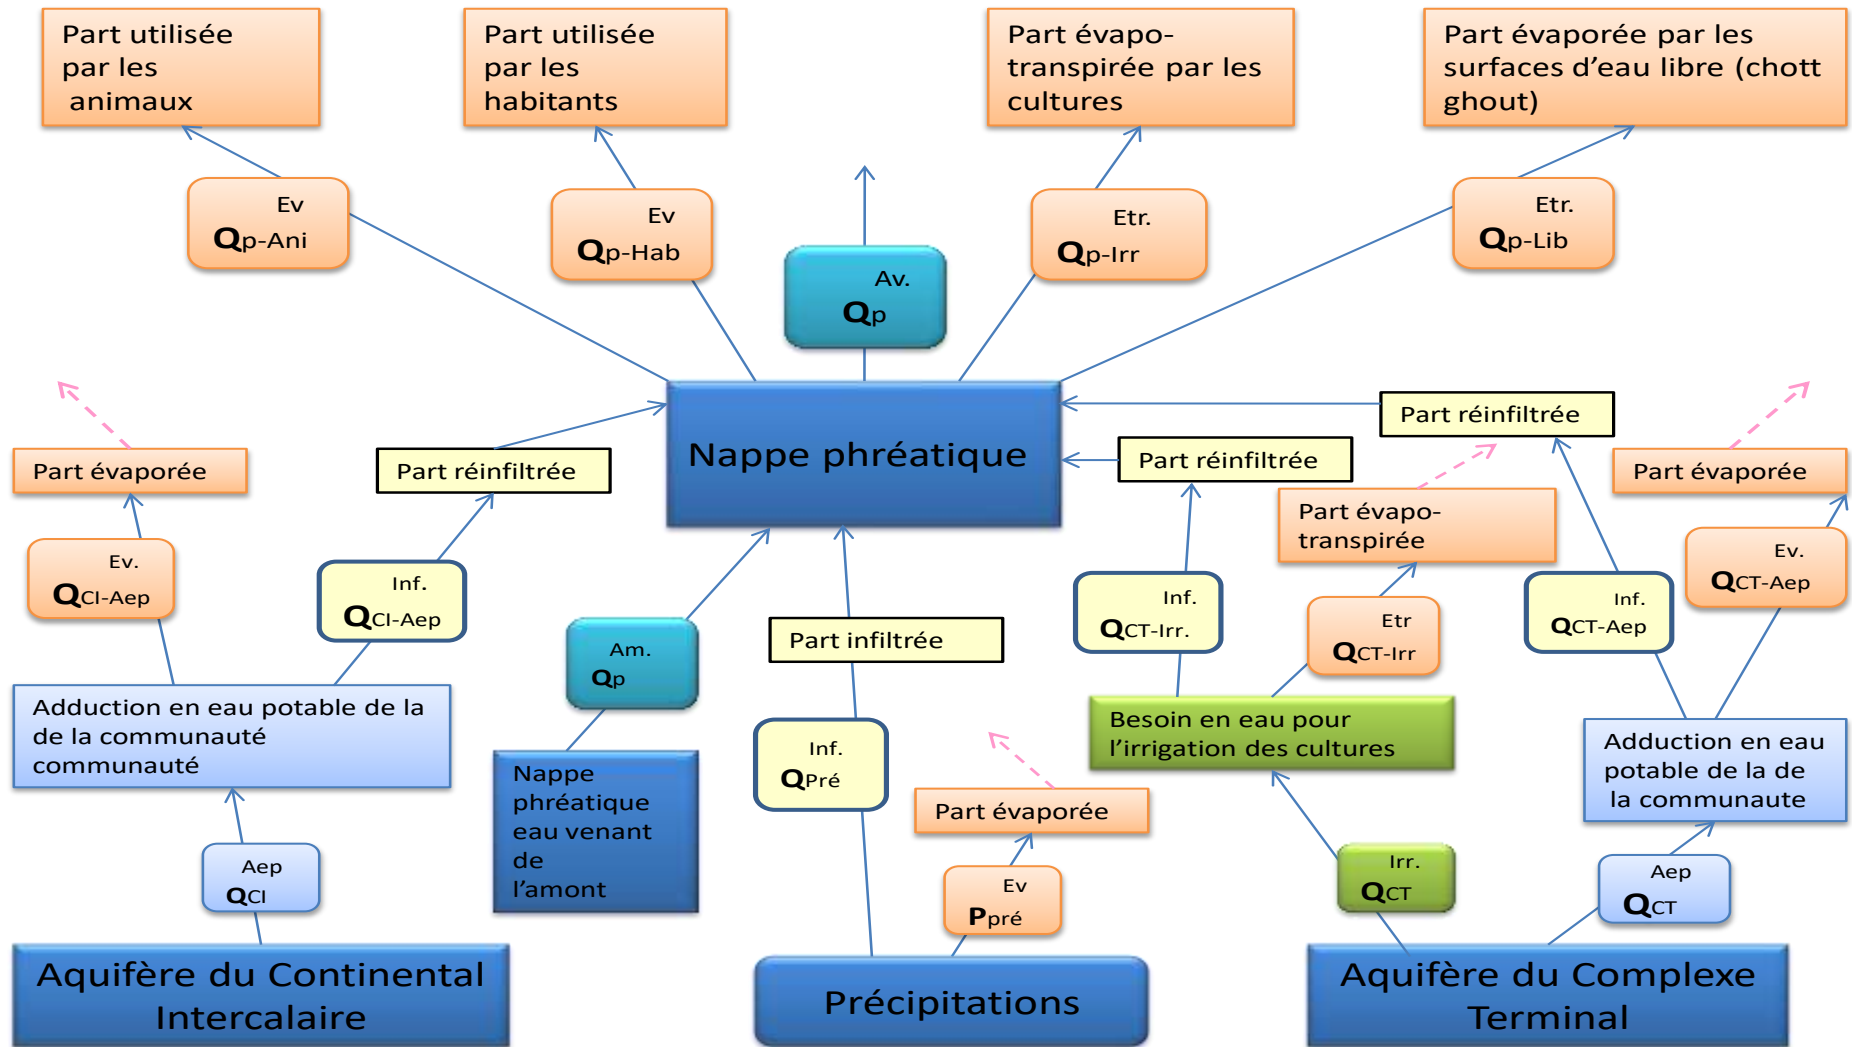 Part utilisée
par les
animaux
Part utilisée
par les
habitants
Part évapo-
transpirée par les
cultures
Part évaporée par les
surfaces d'eau libre (chott
ghout)
Ev
Qp-Ani
Ev
Qp-Hab
Av.
Qp
Etr.
Qp-Irr
Etr.
Qp-Lib
Nappe phréatique
Part évaporée
Part réinfiltrée
Part réinfiltrée
Part réinfiltrée
Part évaporée
Part évapo-
transpirée
Ev.
QCI-Aep
Inf.
QCI-Aep
Am.
Qp
Part infiltrée
Inf.
QCT-Irr.
Etr
QCT-Irr
Inf.
QCT-Aep
Ev.
QCT-Aep
Adduction en eau potable de la
de la communauté
communauté
Nappe
phréatique
eau venant
de
l'amont
Inf.
QPré
Part évaporée
Besoin en eau pour
l'irrigation des cultures
Adduction en eau
potable de la de
la communaute
Aep
QCI
Ev
Ppré
Irr.
QCT
Aep
QCT
Aquifère du Continental
Intercalaire
Précipitations
Aquifère du Complexe
Terminal